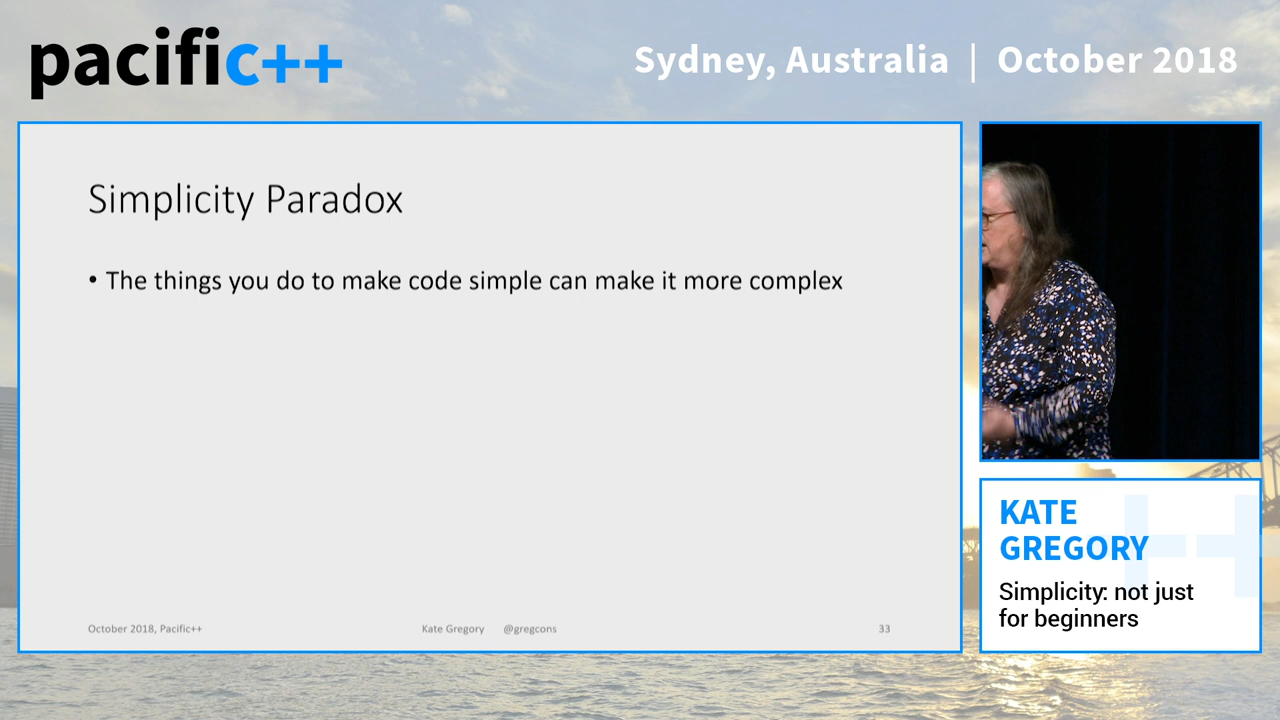 pacific++
Sydney, Australia | October 2018
Simplicity Paradox
• The things you do to make code simple can make it more complex
October 2018, Pacific++
Kate Gregory @gregcons
33
KATE
GREGORY
Simplicity: not just
for beginners